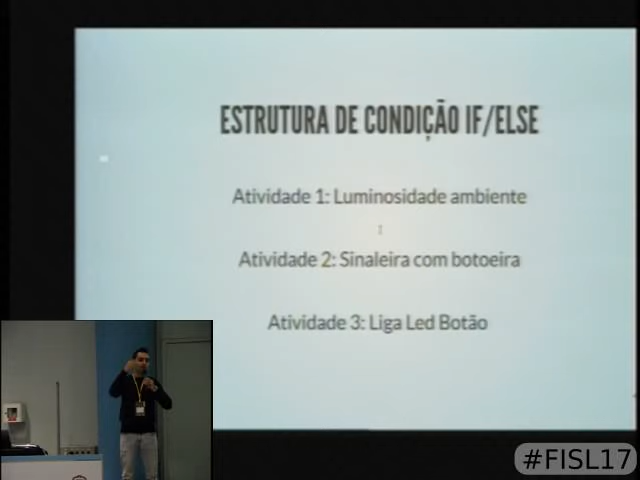 ESTRUTURA DE CONDIÇÃO IF/ELSE
Atividade 1: Luminosidade ambiente
Atividade 2: Sinaleira com botoeira
Atividade 3: Liga Led Botão
#FISL17